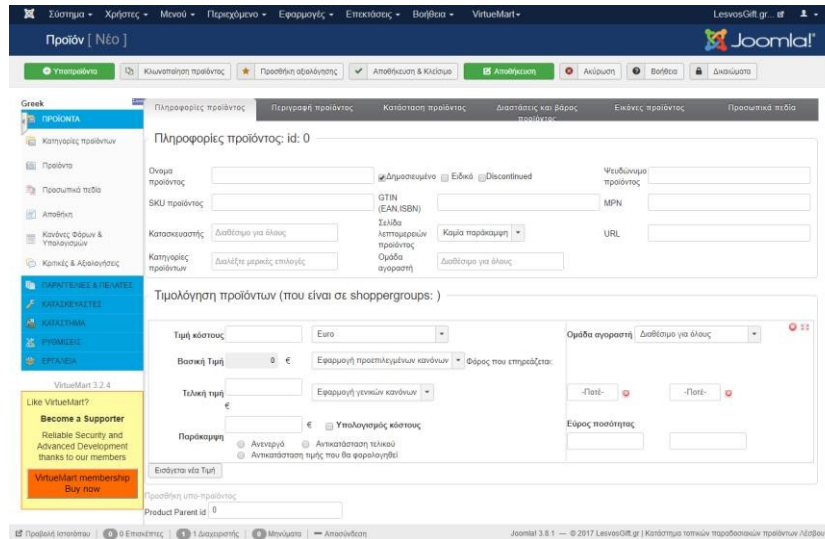 Σύστημα Χρήστες Μενού Περιεχόμενο Εφαρμογές Επεκτάσεις Βοήθεια VirtueMart LesvosGift.gr...
Προϊόν [ Νέο ]
Joomla!
Υποπροϊόντα Κλωνοποίηση προϊόντος Προσθήκη αξιολόγησης Αποθήκευση & Κλείσιμο Αποθήκευση Ακύρωση Βοήθεια Δικαιώματα
Greek
ΠΡΟΪΟΝΤΑ
Κατηγορίες προϊόντων
Προϊόντα
Προσωπικά πεδία
Αποθήκη
Κανόνες Φόρων &
Υπολογισμών
Κριτικές & Αξιολογήσεις
ΠΑΡΑΓΓΕΛΙΕΣ & ΠΕΛΑΤΕΣ
ΚΑΤΑΣΚΕΥΑΣΤΕΣ
ΚΑΤΑΣΤΗΜΑ
ΡΥΘΜΙΣΕΙΣ
ΕΡΓΑΛΕΙΑ
VirtueMart 3.2.4
Like VirtueMart?
Become a Supporter
Reliable Security and
Advanced Development
thanks to our members
VirtueMart membership
Buy now
Πληροφορίες προϊόντος Περιγραφή προϊόντος Κατάσταση προϊόντος Διαστάσεις και βάρος προϊόντος Εικόνες προϊόντος Προσωπικά πεδία
Πληροφορίες προϊόντος: id: 0
Ονομα προϊόντος Δημοσιευμένο Ειδικό Discontinued Ψευδώνυμο προϊόντος
SKU προϊόντος GTIN (EAN,ISBN) MPN
Κατασκευαστής Διαθέσιμο για όλους Σελίδα λεπτομερειών προϊόντος Καμία παράκαμψη URL
Κατηγορίες προϊόντων Διαλέξτε μερικές επιλογές Ομάδα αγοραστή Διαθέσιμο για όλους
Τιμολόγηση προϊόντων (που είναι σε shoppergroups: )
Τιμή κόστους Euro Ομάδα αγοραστή Διαθέσιμο για όλους
Βασική Τιμή 0 € Εφαρμογή προεπιλεγμένων κανόνων Φόρος που επηρεάζεται:
Τελική τιμή € Εφαρμογή γενικών κανόνων -Ποτέ- -Ποτέ-
€ Υπολογισμός κόστους Εύρος ποσότητας
Παράκαμψη Ανενεργό Αντικατάσταση τελικού
Αντικατάσταση τιμής που θα φορολογηθεί
Εισάγεται νέα Τιμή
Προσθήκη υπο-προϊόντος
Product Parent id 0
Προβολή Ιστοτόπου 0 0 Επισκέπτες 1 1 Διαχειριστής 0 Μηνύματα Αποσύνδεση Joomla! 3.8.1 — © 2017 LesvosGift.gr | Κατάστημα τοπικών παραδοσιακών προϊόντων Λέσβου